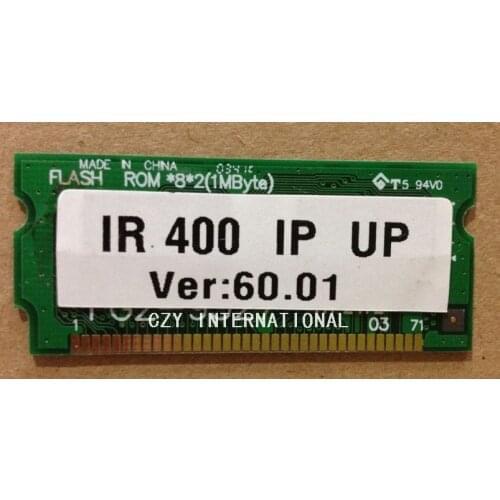 MADE IN CHINA 0341C
FLASH ROM *8*2(1MByte)
T5 94V0
IR 400 IP UP
Ver:60.01
1 03 71
CZY INTERNATIONAL